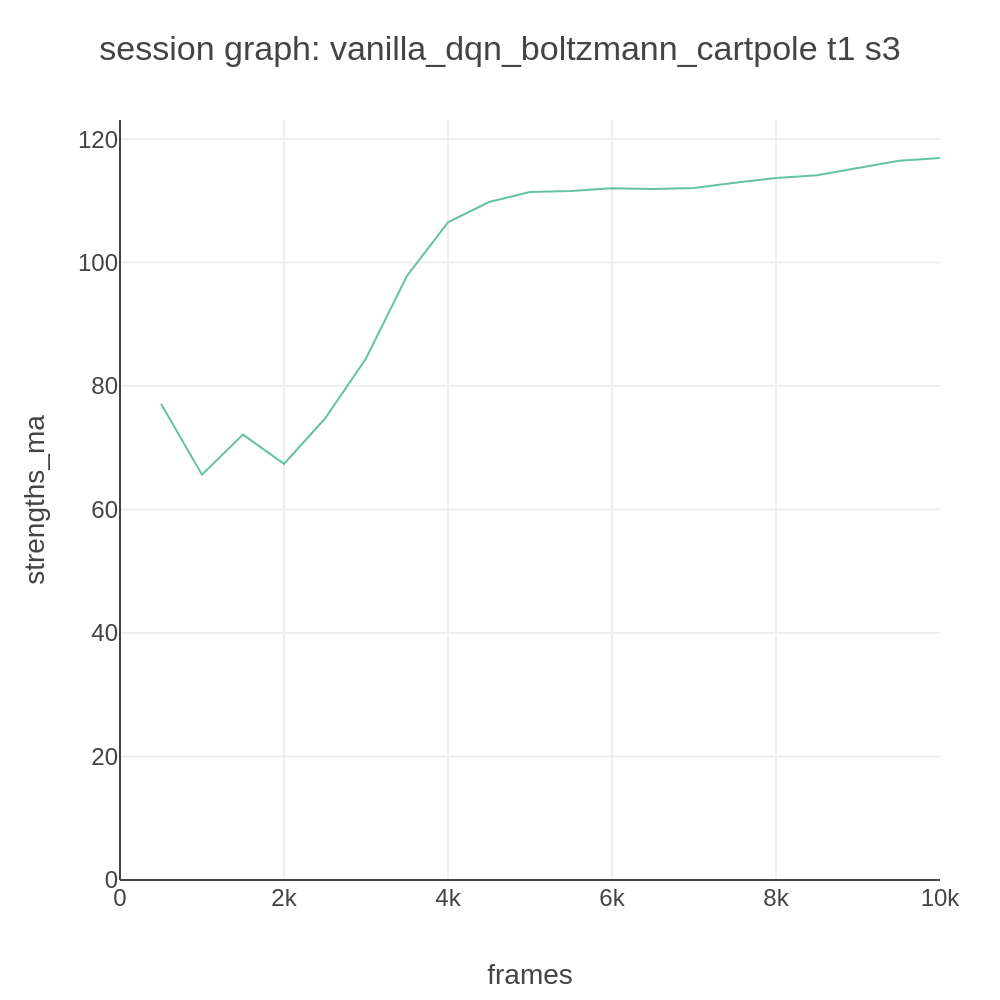 session graph: vanilla_dqn_boltzmann_cartpole t1 s3
120
100
80
60
40
20
0
strengths_ma
0 2k 4k 6k 8k 10k
frames